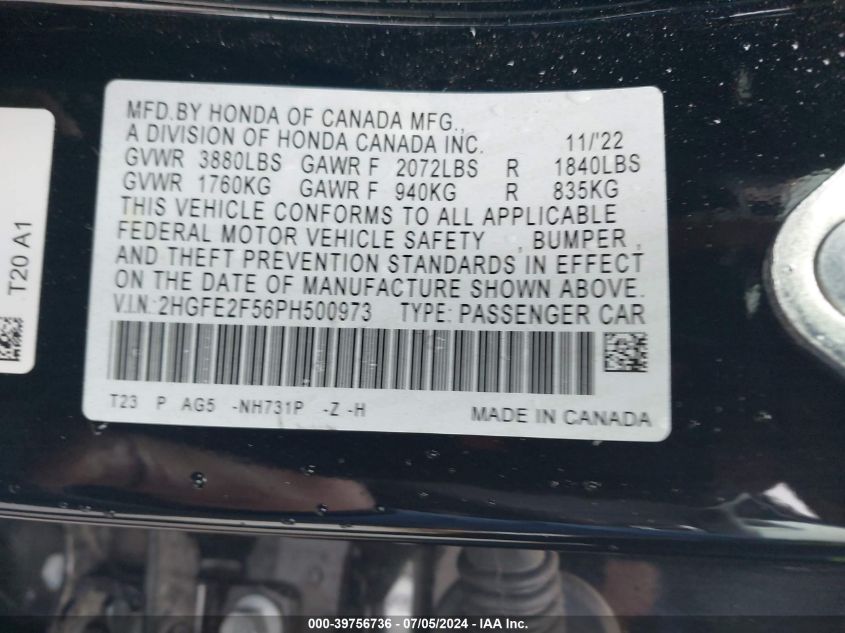 MFD.BY HONDA OF CANADA MFG.,
A DIVISION OF HONDA CANADA INC. 11/'22
GVWR 3880LBS GAWR F 2072LBS R 1840LBS
GVWR 1760KG GAWR F 940KG R 835KG
THIS VEHICLE CONFORMS TO ALL APPLICABLE
FEDERAL MOTOR VEHICLE SAFETY , BUMPER ,
AND THEFT PREVENTION STANDARDS IN EFFECT
ON THE DATE OF MANUFACTURE SHOWN ABOVE.
V.I.N.:2HGFE2F56PH500973 TYPE: PASSENGER CAR
T23 P AG5 -NH731P -Z -H MADE IN CANADA
T20 A1
000-39756736 - 07/05/2024 - IAA Inc.